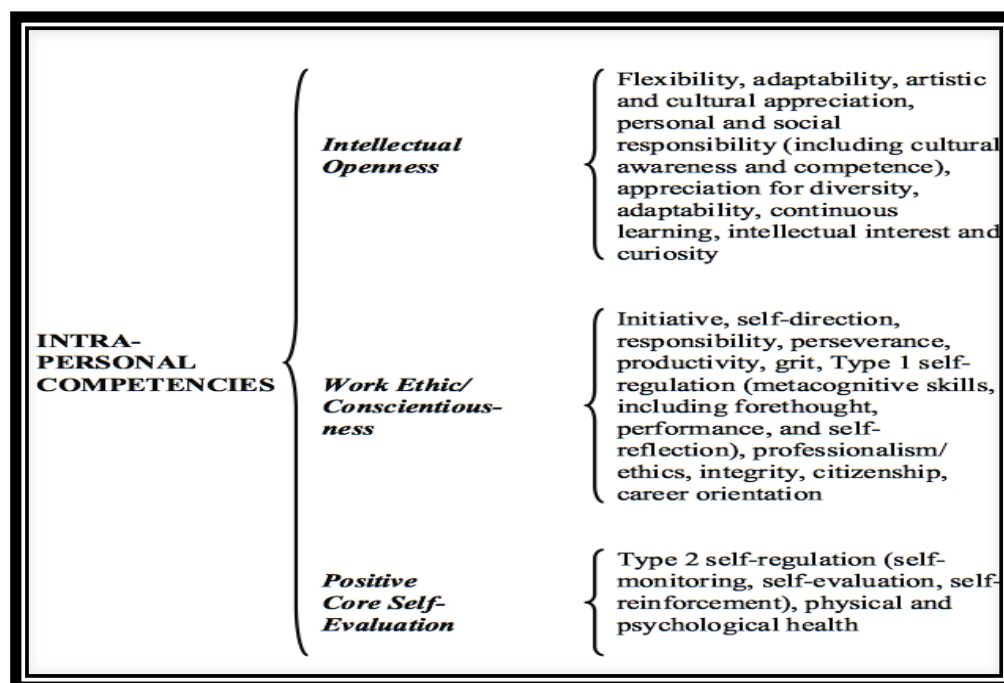 INTRA-
PERSONAL
COMPETENCIES
Intellectual
Openness
Flexibility, adaptability, artistic
and cultural appreciation,
personal and social
responsibility (including cultural
awareness and competence),
appreciation for diversity,
adaptability, continuous
learning, intellectual interest and
curiosity
Work Ethic/
Conscientious-
ness
Initiative, self-direction,
responsibility, perseverance,
productivity, grit, Type 1 self-
regulation (metacognitive skills,
including forethought,
performance, and self-
reflection), professionalism/
ethics, integrity, citizenship,
career orientation
Positive
Core Self-
Evaluation
Type 2 self-regulation (self-
monitoring, self-evaluation, self-
reinforcement), physical and
psychological health